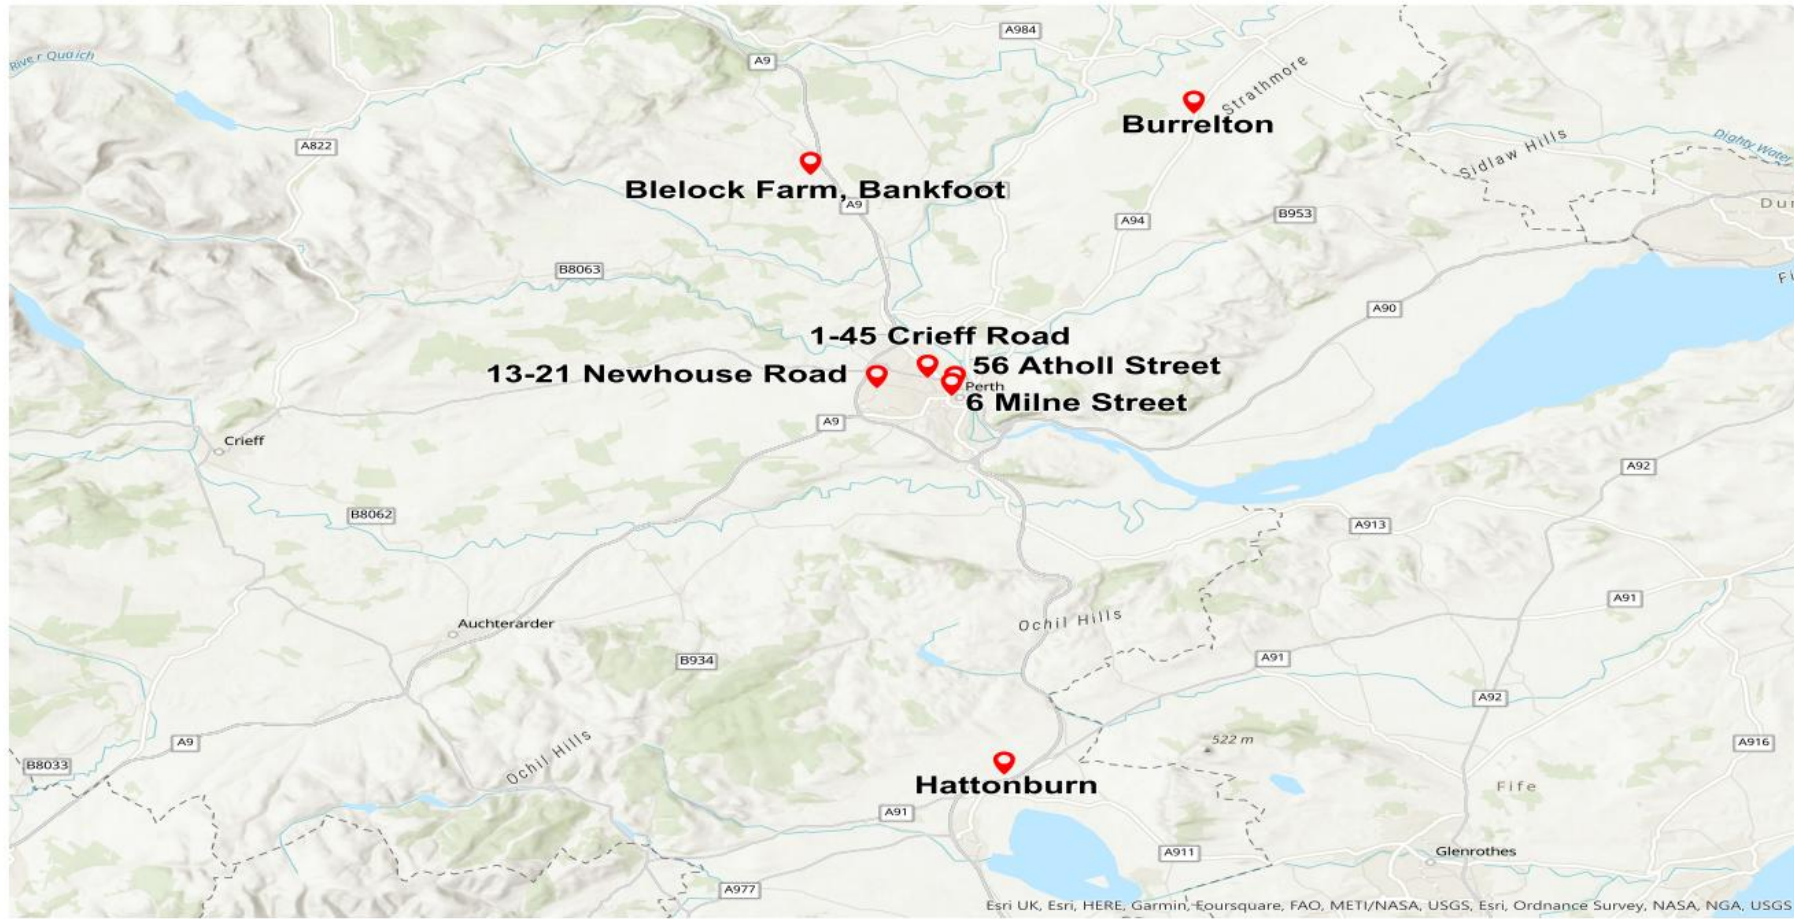 A984
River Quaich
A9
Strathmore
Burrelton
A822
Sidlaw Hills
Dighty Water
Blelock Farm, Bankfoot
A9
A94
B953
B8063
A90
1-45 Crieff Road
56 Atholl Street
13-21 Newhouse Road
Perth
6 Milne Street
A9
Crieff
A92
B8062
A913
A91
Ochil Hills
Auchterarder
B934
A91
A92
A9
522 m
A916
Ochil Hills
B8033
Hattonburn
Fife
A91
A911
Glenrothes
A977
Esri UK, Esri, HERE, Garmin, Foursquare, FAO, METI/NASA, USGS, Esri, Ordnance Survey, NASA, NGA, USGS